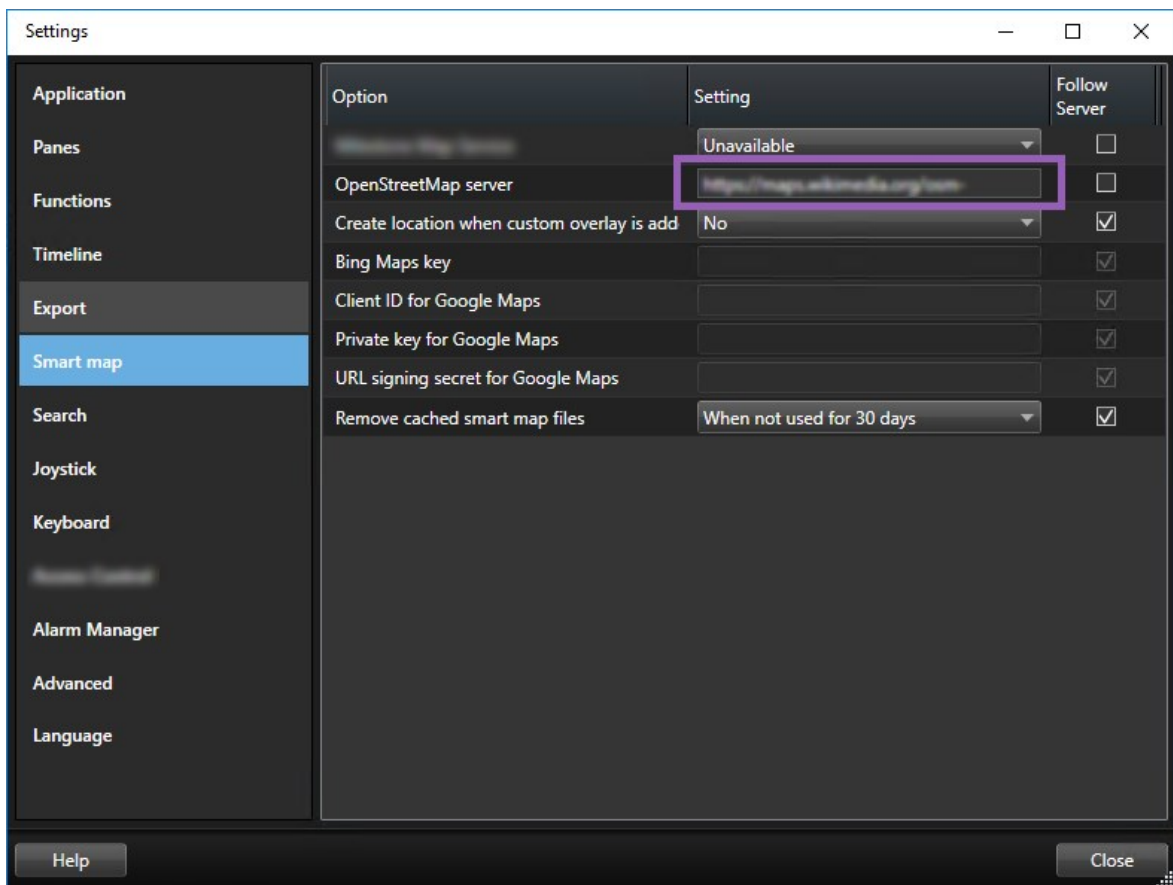 Settings
Application
Panes
Functions
Timeline
Export
Smart map
Search
Joystick
Keyboard
Alarm Manager
Advanced
Language
Option Setting Follow Server
Unavailable
OpenStreetMap server
Create location when custom overlay is add No
Bing Maps key
Client ID for Google Maps
Private key for Google Maps
URL signing secret for Google Maps
Remove cached smart map files When not used for 30 days
Help Close